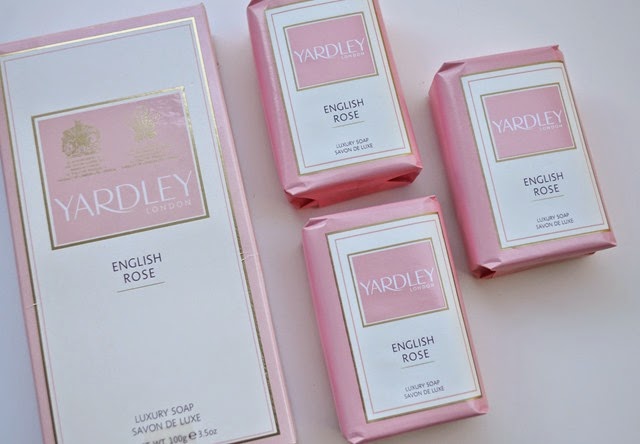 YARDLEY
LONDON
ENGLISH
ROSE
LUXURY SOAP
SAVON DE LUXE
WT 100g℮3.5oz
YARDLEY
LONDON
ENGLISH
ROSE
LUXURY SOAP
SAVON DE LUXE
YARDLEY
LONDON
ENGLISH
ROSE
LUXURY SOAP
SAVON DE LUXE
YARDLEY
LONDON
ENGLISH
ROSE
LUXURY SOAP
SAVON DE LUXE